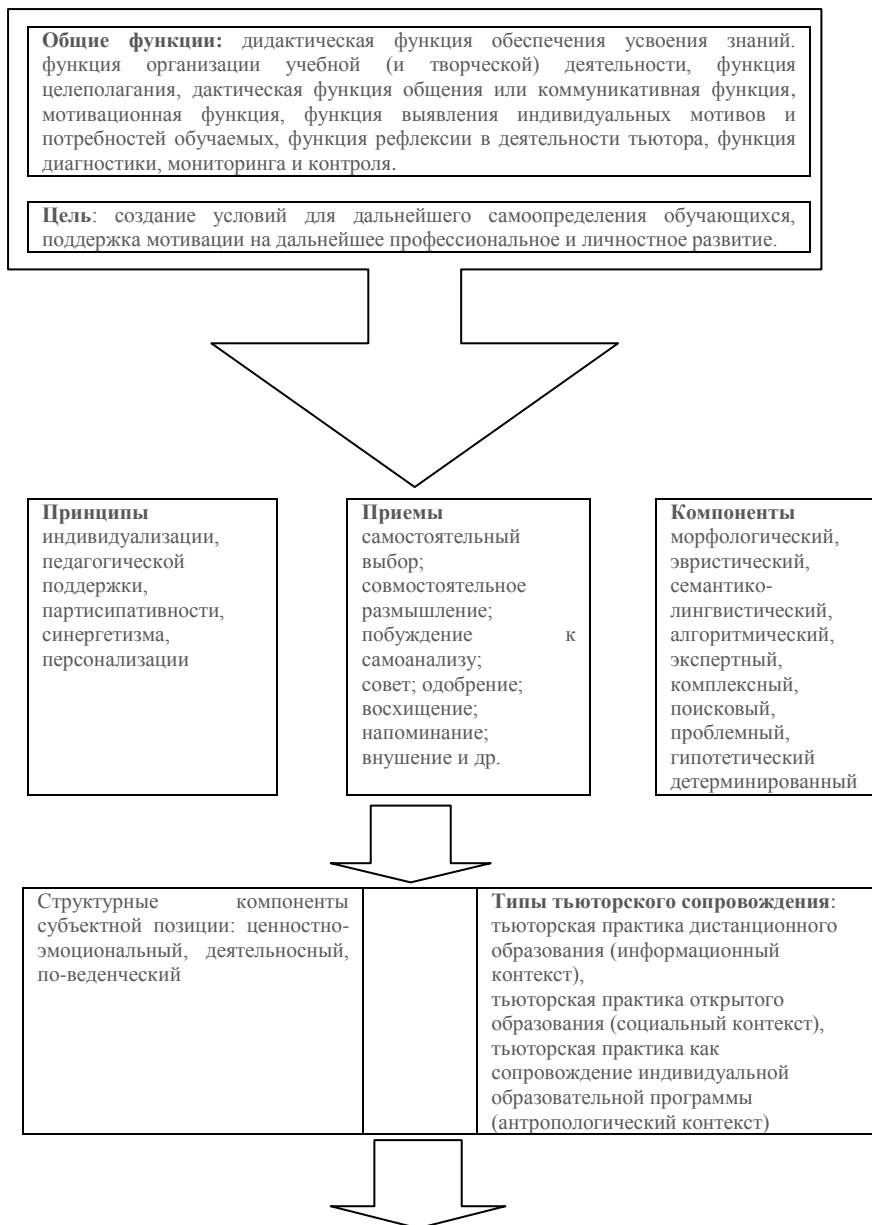 Общие функции: дидактическая функция обеспечения усвоения знаний.
функция организации учебной (и творческой) деятельности, функция
целеполагания, дактическая функция общения или коммуникативная функция,
мотивационная функция, функция выявления индивидуальных мотивов и
потребностей обучаемых, функция рефлексии в деятельности тьютора, функция
диагностики, мониторинга и контроля.
Цель: создание условий для дальнейшего самоопределения обучающихся,
поддержка мотивации на дальнейшее профессиональное и личностное развитие.
Принципы
индивидуализации,
педагогической
поддержки,
партисипативности,
синергетизма,
персонализации
Приемы
самостоятельный
выбор;
совмостоятельное
размышление;
побуждение к
самоанализу;
совет; одобрение;
восхищение;
напоминание;
внушение и др.
Компоненты
морфологический,
эвристический,
семантико-
лингвистический,
алгоритмический,
экспертный,
комплексный,
поисковый,
проблемный,
гипотетический
детерминированный
Структурные компоненты
субъектной позиции: ценностно-
эмоциональный, деятельносный,
по-веденческий
Типы тьюторского сопровождения:
тьюторская практика дистанционного
образования (информационный
контекст),
тьюторская практика открытого
образования (социальный контекст),
тьюторская практика как
сопровождение индивидуальной
образовательной программы
(антропологический контекст)